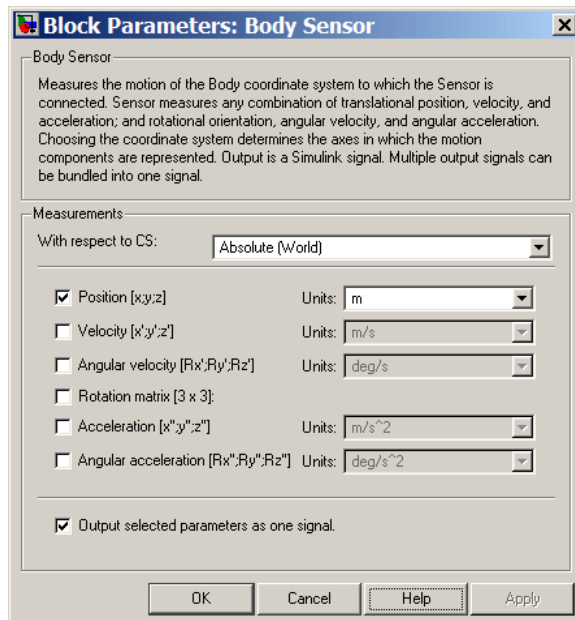 Block Parameters: Body Sensor
Body Sensor
Measures the motion of the Body coordinate system to which the Sensor is
connected. Sensor measures any combination of translational position, velocity, and
acceleration; and rotational orientation, angular velocity, and angular acceleration.
Choosing the coordinate system determines the axes in which the motion
components are represented. Output is a Simulink signal. Multiple output signals can
be bundled into one signal.
Measurements
With respect to CS: Absolute (World)
Position [x;y;z] Units: m
Velocity [x';y';z'] Units: m/s
Angular velocity [Rx';Ry';Rz'] Units: deg/s
Rotation matrix [3 x 3]:
Acceleration [x";y";z"] Units: m/s^2
Angular acceleration [Rx";Ry";Rz"] Units: deg/s^2
Output selected parameters as one signal.
OK Cancel Help Apply